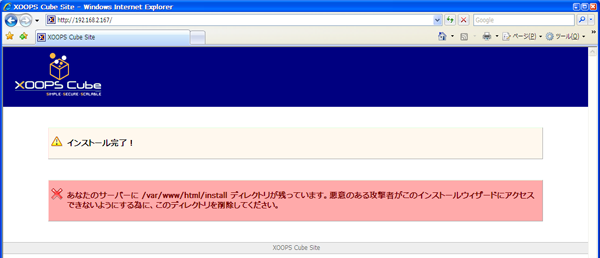 XOOPS Cube Site - Windows Internet Explorer
http://192.168.2.167/
Google
XOOPS Cube Site
ページ(P)
ツール(O)
XOOPS Cube
SIMPLE SECURE SCALABLE
インストール完了！
あなたのサーバーに /var/www/html/install ディレクトリが残っています。悪意のある攻撃者がこのインストールウィザードにアクセス
できないようにする為に、このディレクトリを削除してください。
XOOPS Cube Site